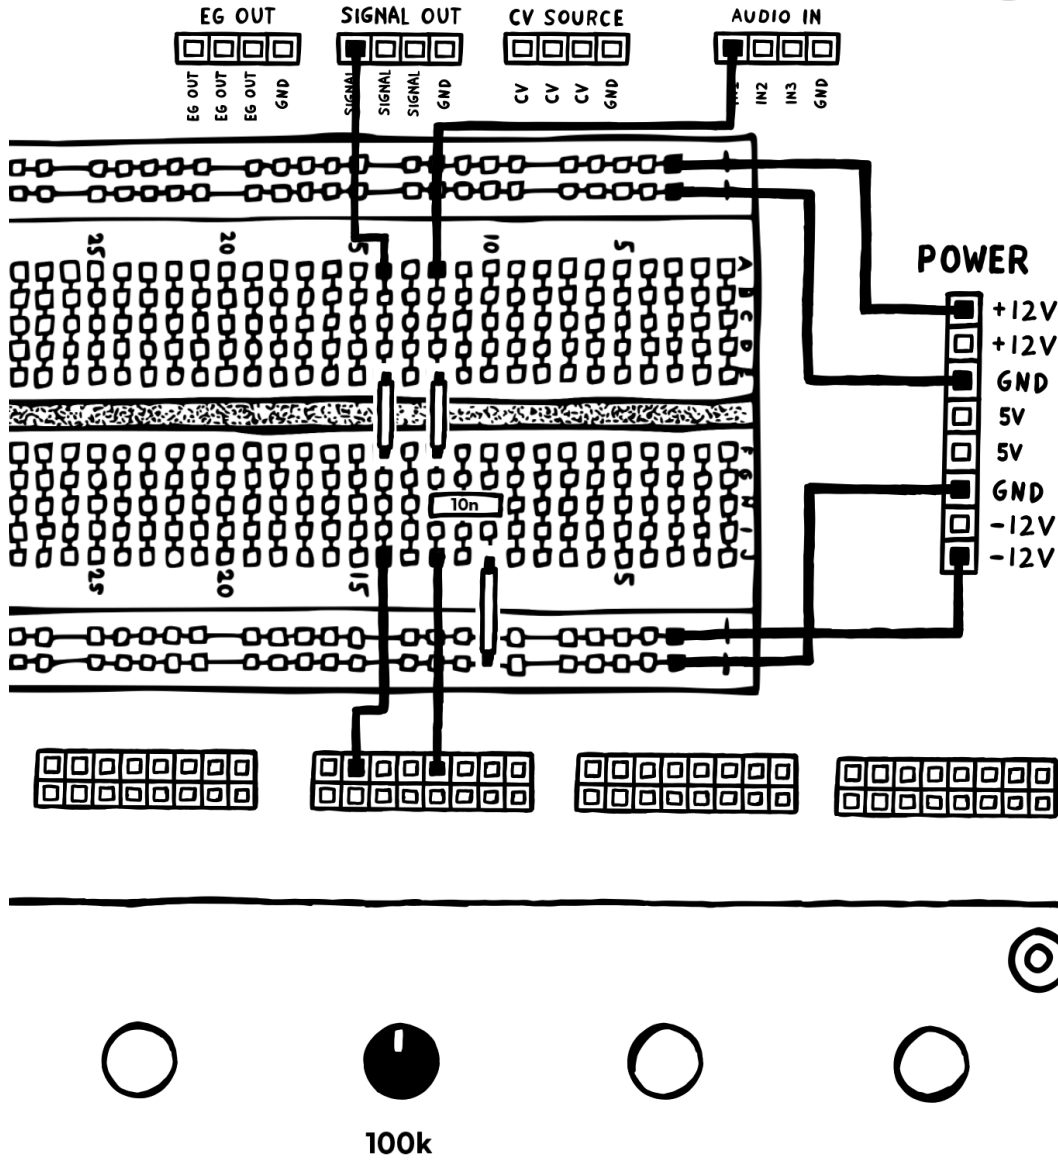 EG OUT
SIGNAL OUT
CV SOURCE
AUDIO IN
EG OUT
EG OUT
EG OUT
GND
SIGNAL
SIGNAL
SIGNAL
GND
CV
CV
CV
GND
IN2
IN3
GND
25
20
10
5
A
C
D
E
POWER
+12V
+12V
GND
5V
5V
GND
-12V
-12V
F
G
H
I
J
10n
25
20
15
5
100k